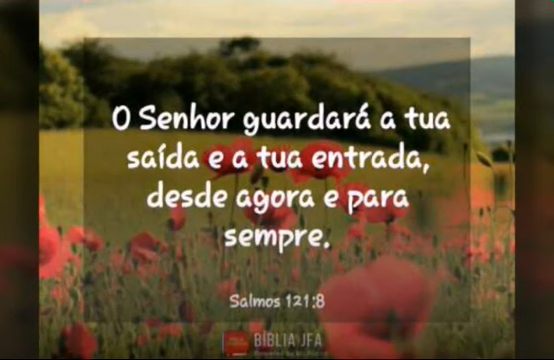 O Senhor guardará a tua
saída e a tua entrada,
desde agora e para
sempre.
Salmos 121:8
BÍBLIA JFA